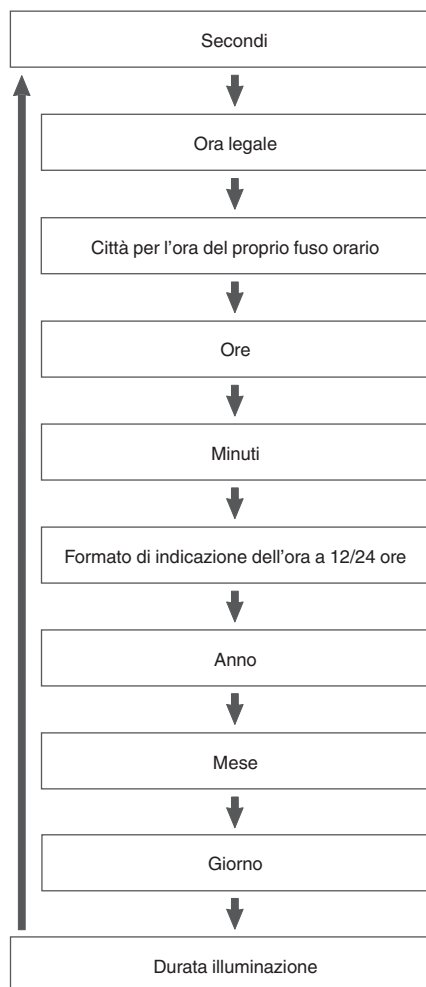 Secondi
Ora legale
Città per l'ora del proprio fuso orario
Ore
Minuti
Formato di indicazione dell'ora a 12/24 ore
Anno
Mese
Giorno
Durata illuminazione